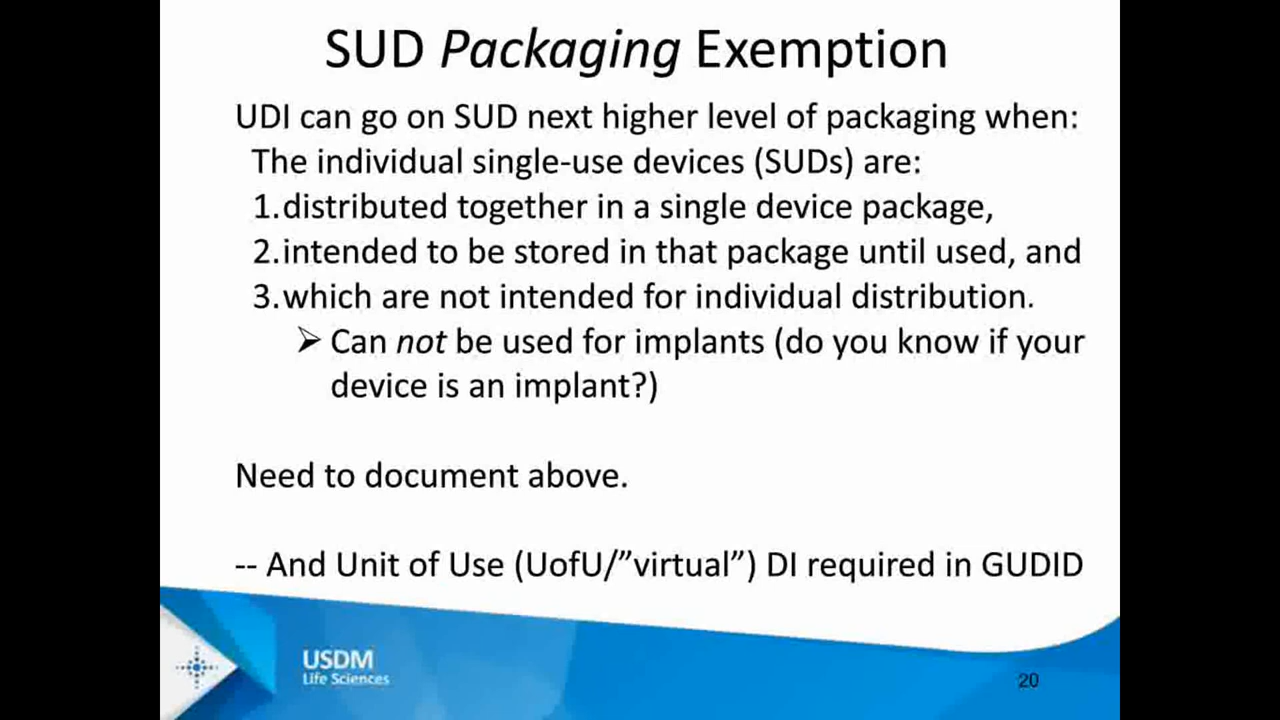 SUD Packaging Exemption
UDI can go on SUD next higher level of packaging when:
The individual single-use devices (SUDs) are:
1.distributed together in a single device package,
2.intended to be stored in that package until used, and
3.which are not intended for individual distribution.
➢ Can not be used for implants (do you know if your
device is an implant?)
Need to document above.
-- And Unit of Use (UofU/”virtual”) DI required in GUDID
USDM
Life Sciences
20